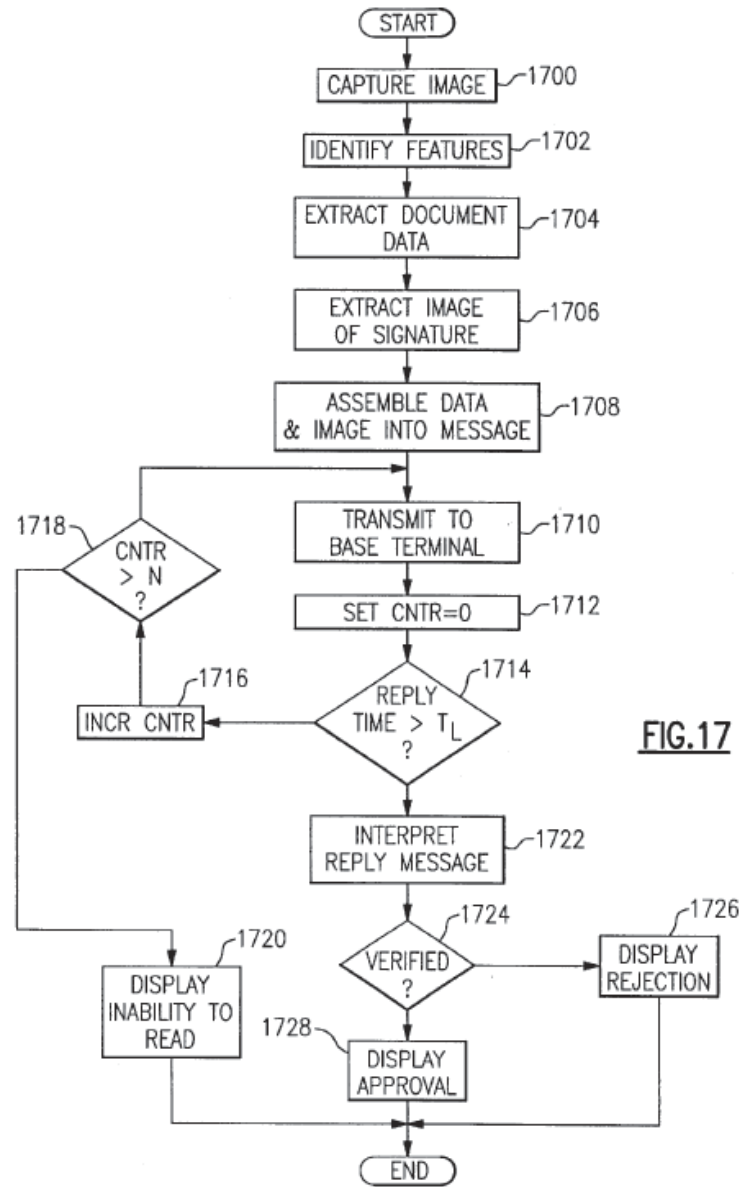 START
CAPTURE IMAGE
1700
IDENTIFY FEATURES
1702
EXTRACT DOCUMENT
DATA
1704
EXTRACT IMAGE
OF SIGNATURE
1706
ASSEMBLE DATA
& IMAGE INTO MESSAGE
1708
TRANSMIT TO
BASE TERMINAL
1710
SET CNTR=0
1712
REPLY
TIME > T_L
?
1714
INCR CNTR
1716
CNTR
> N
?
1718
FIG.17
INTERPRET
REPLY MESSAGE
1722
VERIFIED
?
1724
DISPLAY
REJECTION
1726
DISPLAY
INABILITY TO
READ
1720
DISPLAY
APPROVAL
1728
END